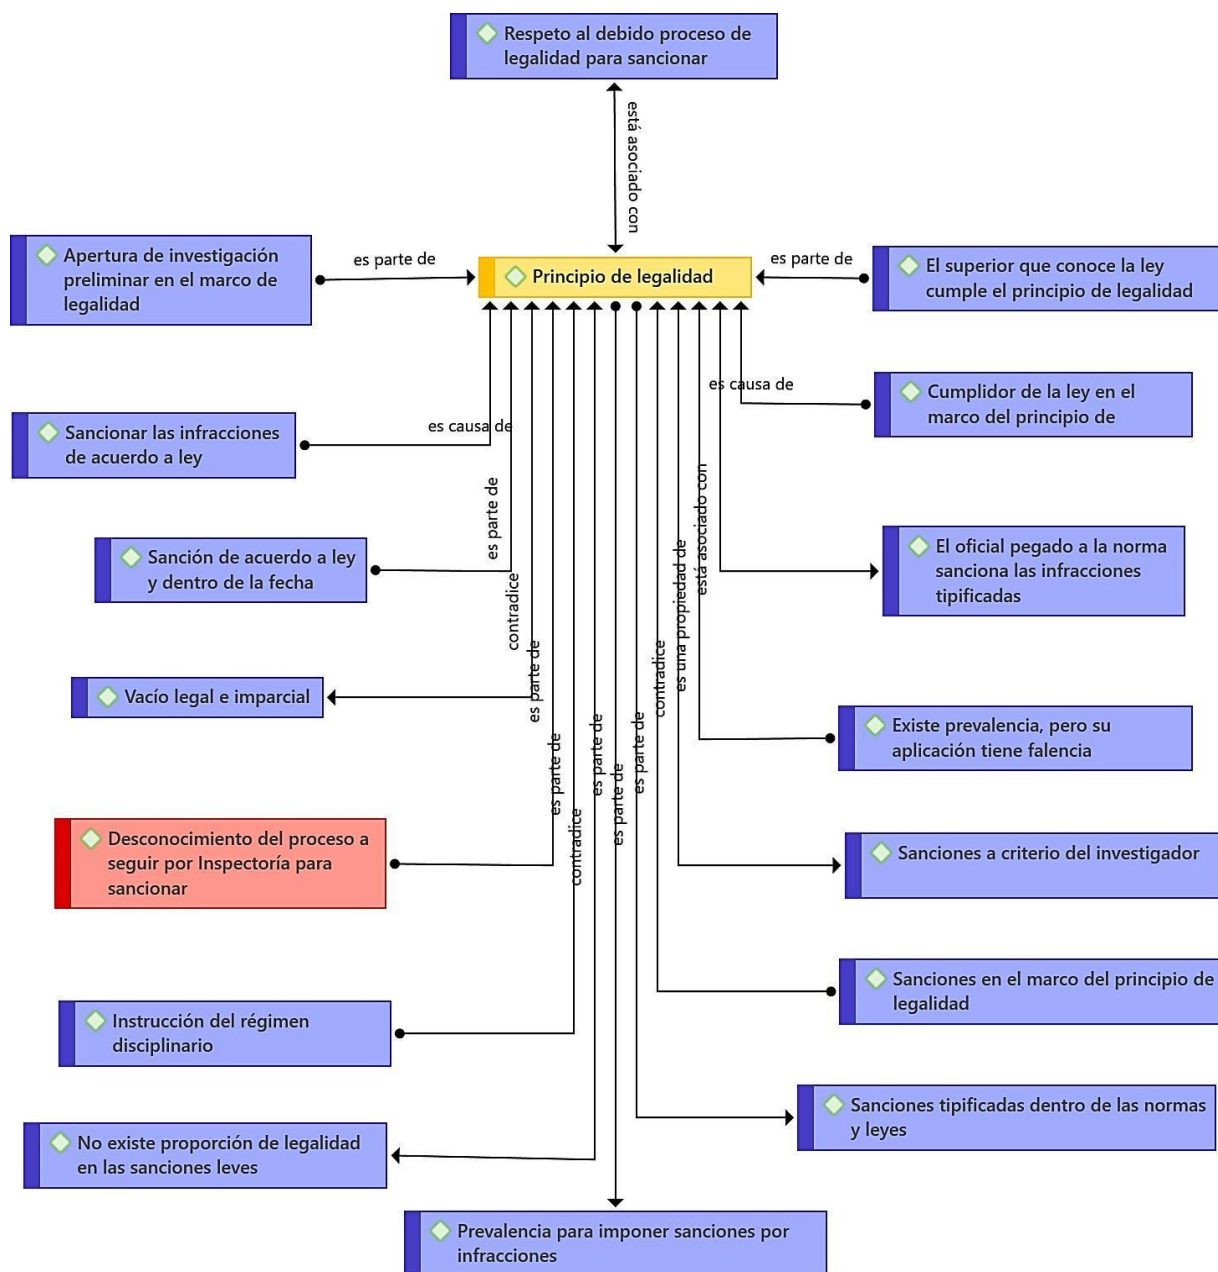 Respeto al debido proceso de
legalidad para sancionar
está asociado con
Apertura de investigación
preliminar en el marco de
legalidad
es parte de
Principio de legalidad
es parte de
El superior que conoce la ley
cumple el principio de legalidad
Sancionar las infracciones
de acuerdo a ley
es causa de
es causa de
Cumplidor de la ley en el
marco del principio de
Sanción de acuerdo a ley
y dentro de la fecha
es parte de
está asociado con
El oficial pegado a la norma
sanciona las infracciones
tipificadas
contradice
es una propiedad de
Vacío legal e imparcial
es parte de
contradice
Existe prevalencia, pero su
aplicación tiene falencia
es parte de
es parte de
es parte de
es parte de
Desconocimiento del proceso a
seguir por Inspectoría para
sancionar
contradice
Sanciones a criterio del investigador
Instrucción del régimen
disciplinario
Sanciones en el marco del principio de
legalidad
No existe proporción de legalidad
en las sanciones leves
Sanciones tipificadas dentro de las normas
y leyes
Prevalencia para imponer sanciones por
infracciones